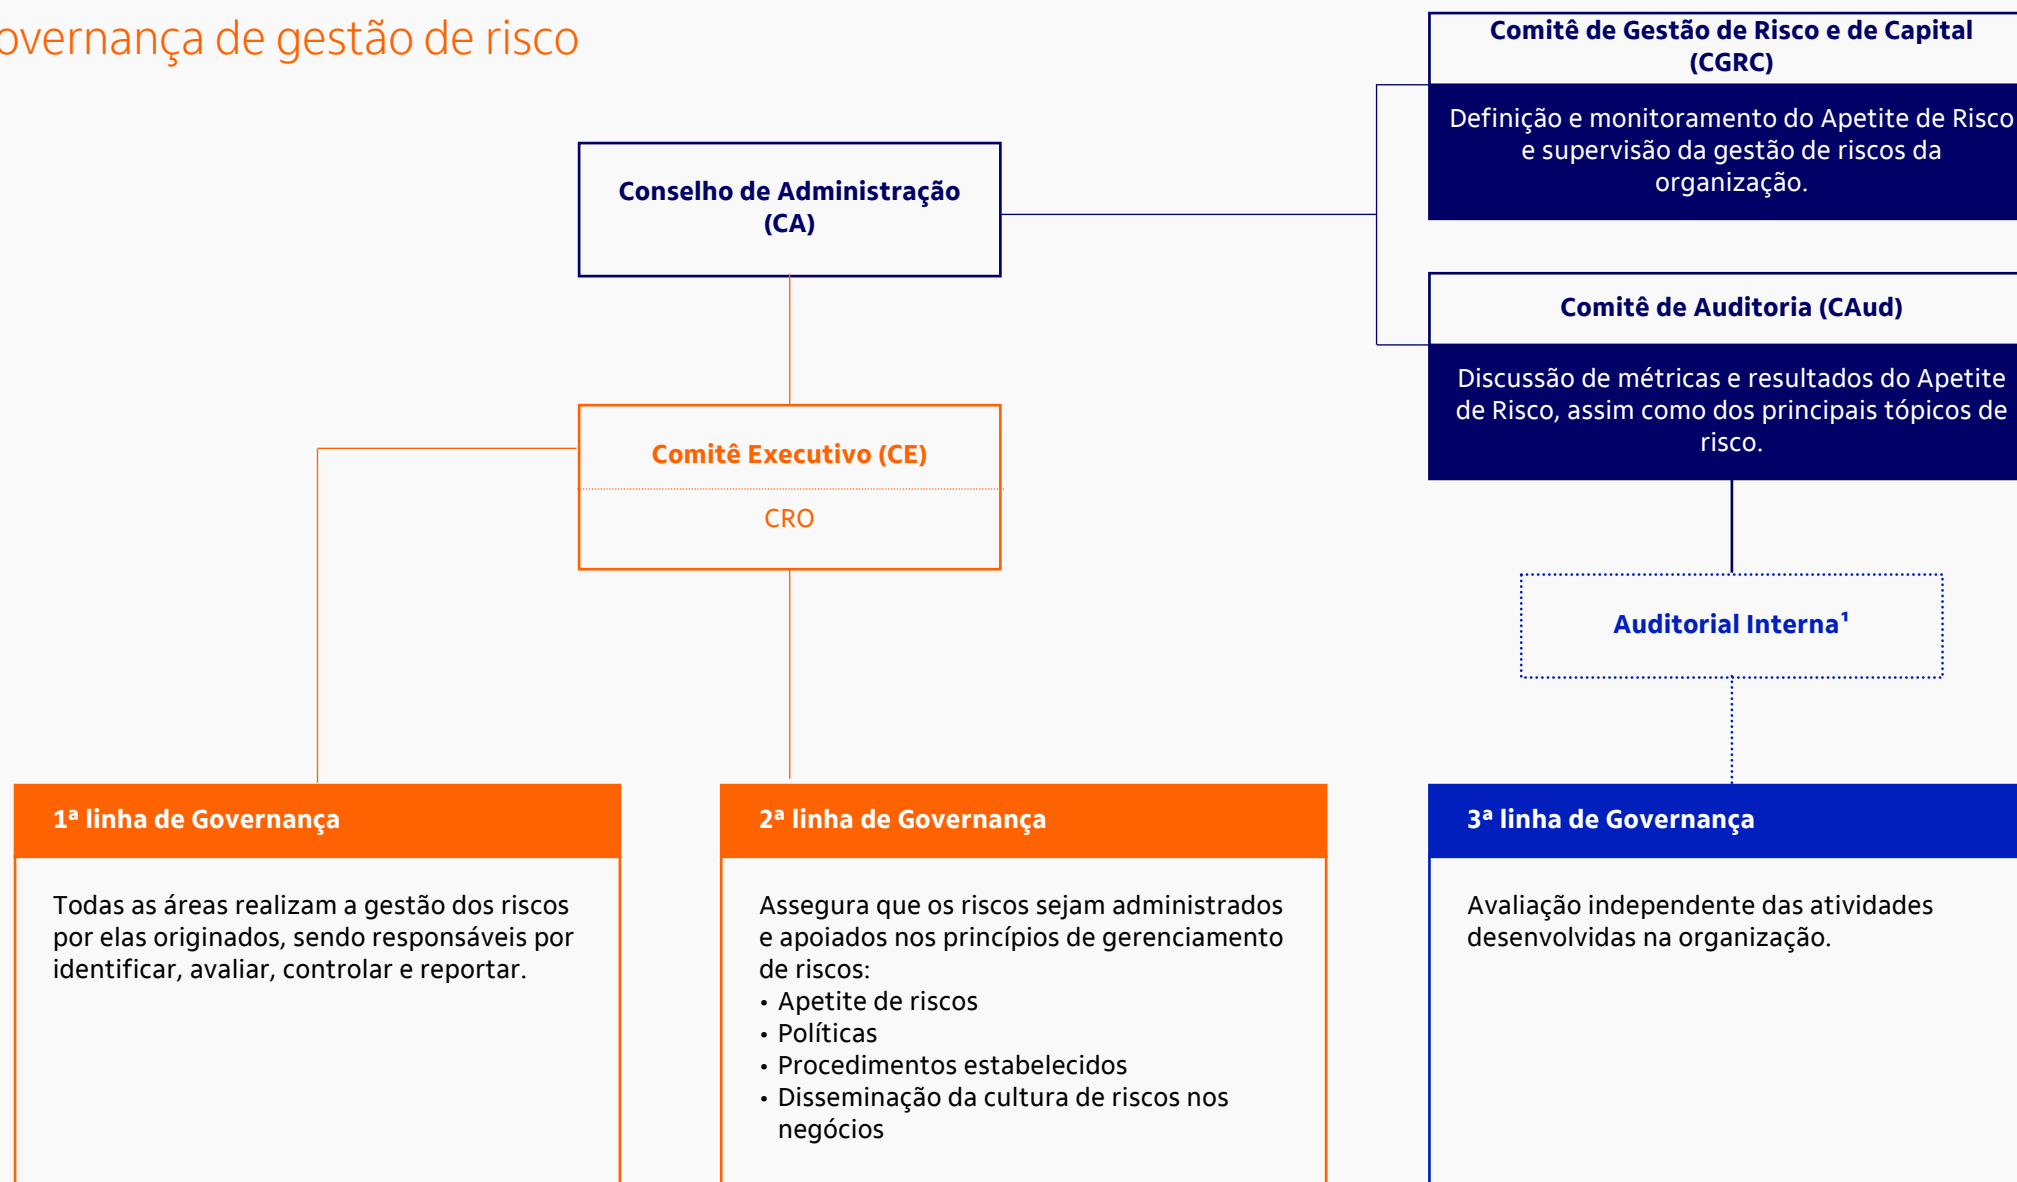 overnança de gestão de risco
Comitê de Gestão de Risco e de Capital
(CGRC)
Definição e monitoramento do Apetite de Risco
e supervisão da gestão de riscos da
organização.
Conselho de Administração
(CA)
Comitê de Auditoria (CAud)
Discussão de métricas e resultados do Apetite
de Risco, assim como dos principais tópicos de
risco.
Comitê Executivo (CE)
CRO
Auditorial Interna¹
1ª linha de Governança
Todas as áreas realizam a gestão dos riscos
por elas originados, sendo responsáveis por
identificar, avaliar, controlar e reportar.
2ª linha de Governança
Assegura que os riscos sejam administrados
e apoiados nos princípios de gerenciamento
de riscos:
• Apetite de riscos
• Políticas
• Procedimentos estabelecidos
• Disseminação da cultura de riscos nos
negócios
3ª linha de Governança
Avaliação independente das atividades
desenvolvidas na organização.